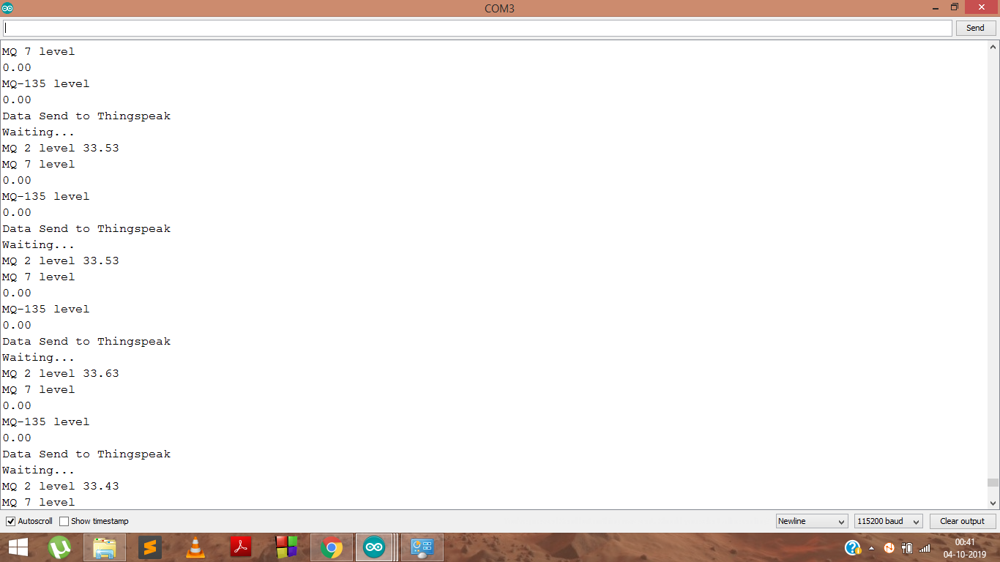 COM3
Send
MQ 7 level
0.00
MQ-135 level
0.00
Data Send to Thingspeak
Waiting...
MQ 2 level 33.53
MQ 7 level
0.00
MQ-135 level
0.00
Data Send to Thingspeak
Waiting...
MQ 2 level 33.53
MQ 7 level
0.00
MQ-135 level
0.00
Data Send to Thingspeak
Waiting...
MQ 2 level 33.63
MQ 7 level
0.00
MQ-135 level
0.00
Data Send to Thingspeak
Waiting...
MQ 2 level 33.43
MQ 7 level
Autoscroll Show timestamp Newline 115200 baud Clear output
00:41
04-10-2019